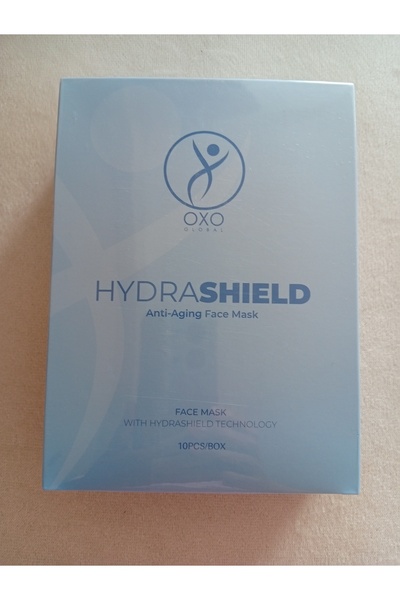 OXO
GLOBAL
HYDRASHIELD
Anti-Aging Face Mask
FACE MASK
WITH HYDRASHIELD TECHNOLOGY
10PCS/BOX